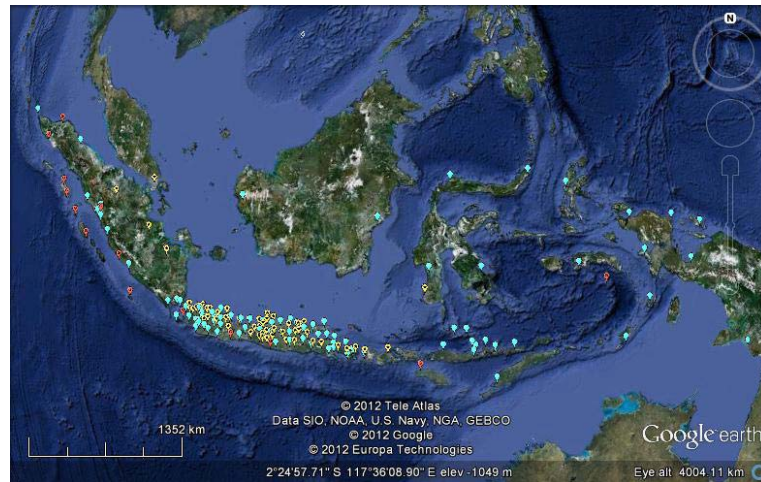 N
1352 km
© 2012 Tele Atlas
Data SIO, NOAA, U.S. Navy, NGA, GEBCO
© 2012 Google
© 2012 Europa Technologies
Google earth
2°24'57.71" S 117°36'08.90" E elev -1049 m
Eye alt 4004.11 km